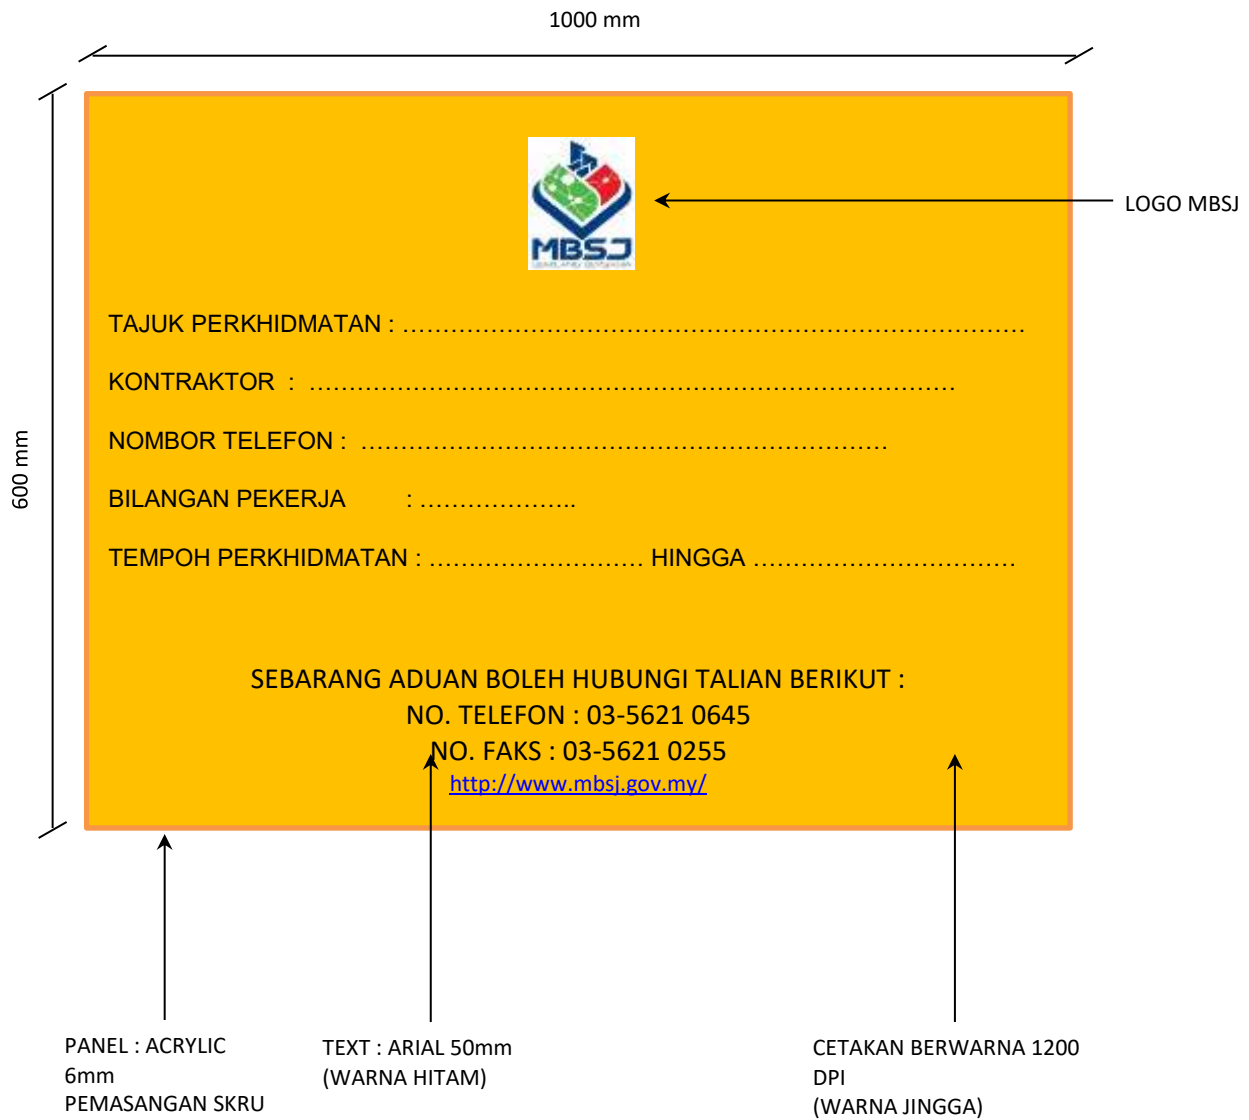 1000 mm
MBSJ
LOGO MBSJ
TAJUK PERKHIDMATAN : ……………………………………………………………………
KONTRAKTOR : ………………………………………………………………………
NOMBOR TELEFON : …………………………………………………………
600 mm
BILANGAN PEKERJA : ………………..
TEMPOH PERKHIDMATAN : ……………………… HINGGA ……………………………
SEBARANG ADUAN BOLEH HUBUNGI TALIAN BERIKUT :
NO. TELEFON : 03-5621 0645
NO. FAKS : 03-5621 0255
http://www.mbsj.gov.my/
PANEL : ACRYLIC
6mm
PEMASANGAN SKRU
TEXT : ARIAL 50mm
(WARNA HITAM)
CETAKAN BERWARNA 1200
DPI
(WARNA JINGGA)